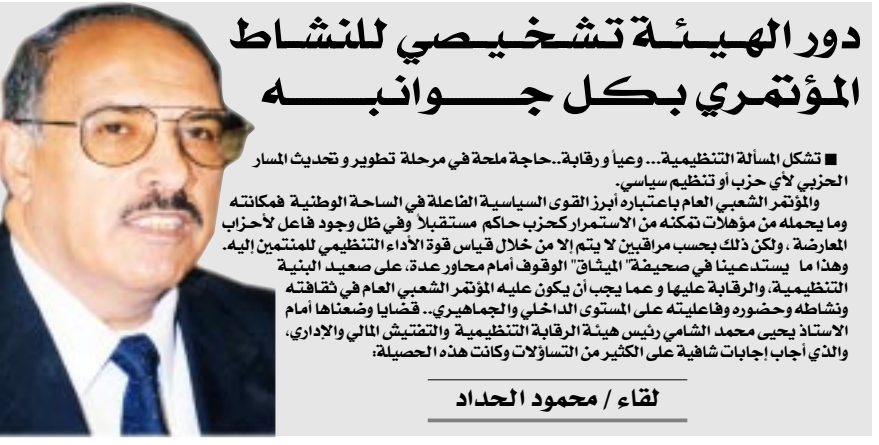 دور الهيئة تشخيصي للنشاط
المؤتمري بكل جوانبه
■ تشكل المسألة التنظيمية... وعياً ورقابة..حاجة ملحة في مرحلة تطوير وتحديث المسار
الحزبي لأي حزب أو تنظيم سياسي.
والمؤتمر الشعبي العام باعتباره أبرز القوى السياسية الفاعلة في الساحة الوطنية فمكانته
وما يحمله من مؤهلات تمكنه من الاستمرار كحزب حاكم مستقبلاً وفي ظل وجود فاعل لأحزاب
المعارضة ، ولكن ذلك بحسب مراقبين لا يتم إلا من خلال قياس قوة الأداء التنظيمي للمنتمين إليه.
وهذا ما يستدعينا في صحيفة" الميثاق" الوقوف أمام محاور عدة، على صعيد البنية
التنظيمية، والرقابة عليها وعما يجب أن يكون عليه المؤتمر الشعبي العام في ثقافته
ونشاطه وحضوره وفاعليته على المستوى الداخلي والجماهيري.. قضايا وضعناها أمام
الاستاذ يحيى محمد الشامي رئيس هيئة الرقابة التنظيمية والتفتيش المالي والإداري،
والذي أجاب إجابات شافية على الكثير من التساؤلات وكانت هذه الحصيلة:
لقاء / محمود الحداد